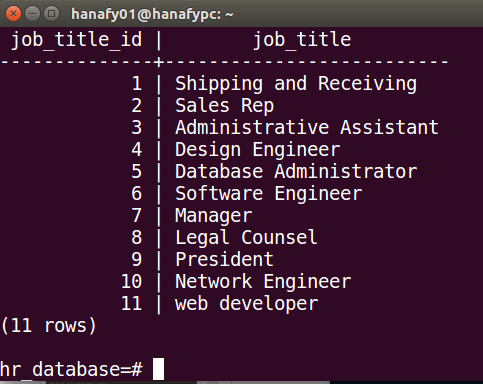 hanafy01@hanafypc: ~
job_title_id | job_title
--------------+--------------------------
1 | Shipping and Receiving
2 | Sales Rep
3 | Administrative Assistant
4 | Design Engineer
5 | Database Administrator
6 | Software Engineer
7 | Manager
8 | Legal Counsel
9 | President
10 | Network Engineer
11 | web developer
(11 rows)
hr_database=#